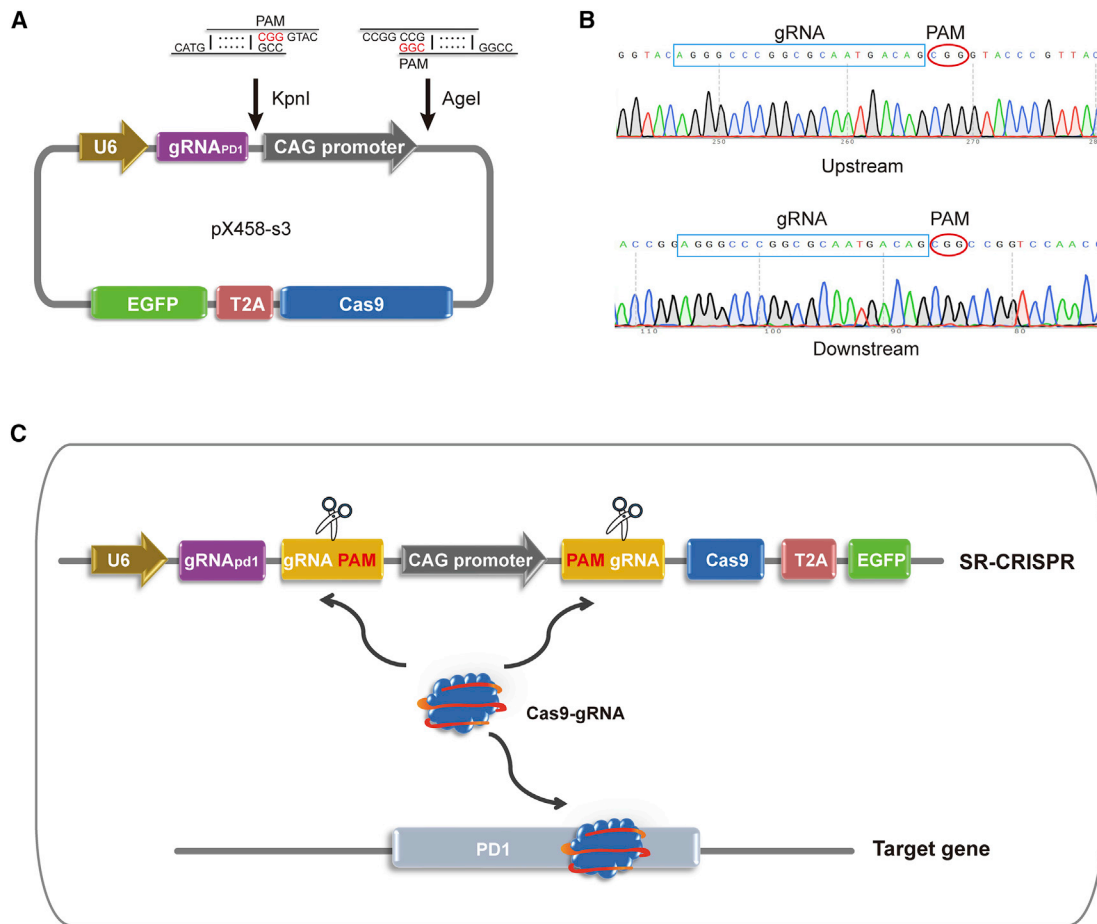 A
PAM
CGG GTAC
CATG GCC
CCGG CCG
GGC GGCC
PAM
KpnI
AgeI
U6
gRNAPD1
CAG promoter
pX458-s3
EGFP
T2A
Cas9
B
gRNA PAM
G G T A C A G G G C C C G G C G C A A T G A C A G C G G G T A C C C G T T A C
250 260 270 28
Upstream
gRNA PAM
A C C G G A G G G C C C G G C G C A A T G A C A G C G G C C G G T C C A A C C
110 100 90 80
Downstream
C
U6
gRNApd1
gRNA PAM
CAG promoter
PAM gRNA
Cas9
T2A
EGFP
SR-CRISPR
Cas9-gRNA
PD1
Target gene